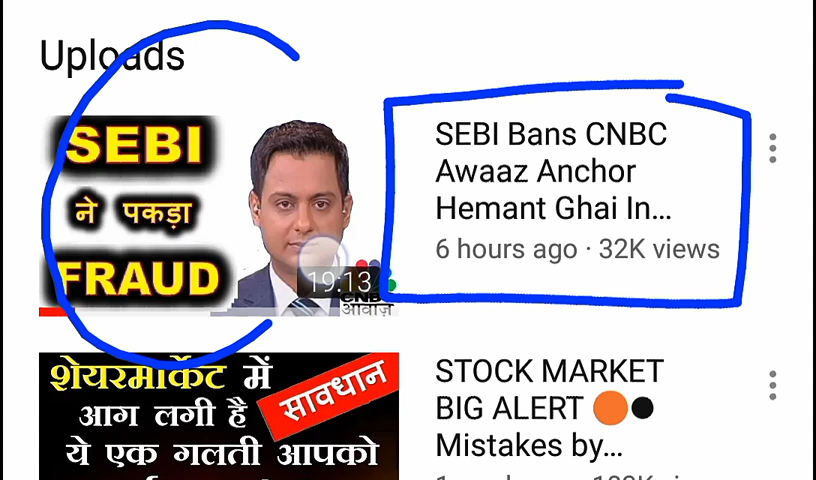 Uploads
SEBI
ने पकड़ा
FRAUD
19:13
CNBC
आवाज़
SEBI Bans CNBC
Awaaz Anchor
Hemant Ghai In...
6 hours ago · 32K views
शेयरमार्केट में
आग लगी है
सावधान
ये एक गलती आपको
STOCK MARKET
BIG ALERT
Mistakes by...